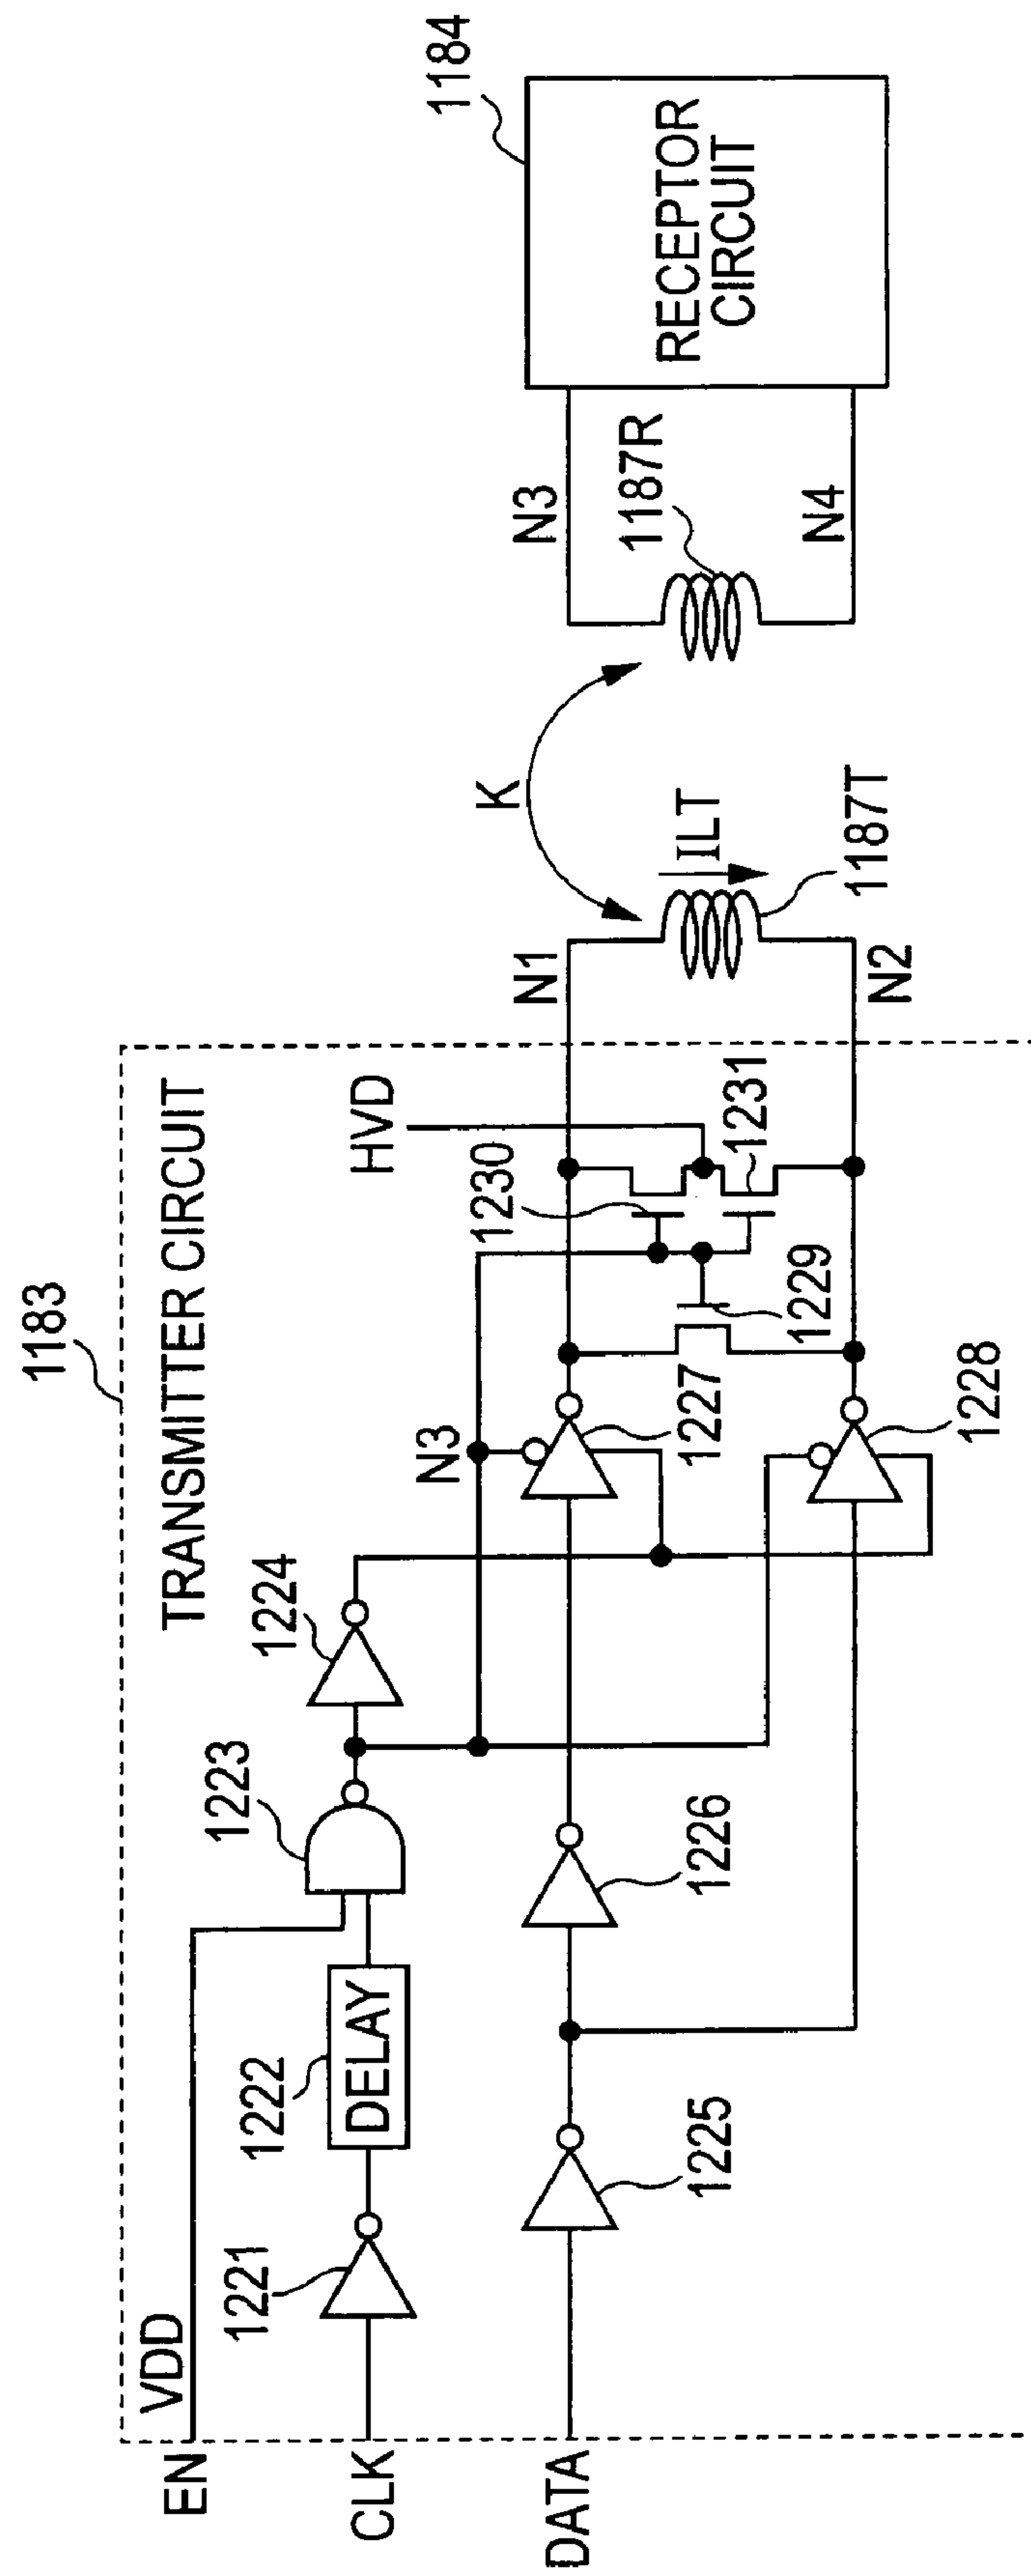 1183
TRANSMITTER CIRCUIT
EN
VDD
CLK
1221
1222
DELAY
1223
1224
N3
HVD
DATA
1225
1226
1227
1228
1229
1230
1231
N1
N2
ILT
1187T
K
N3
N4
1187R
1184
RECEPTOR
CIRCUIT